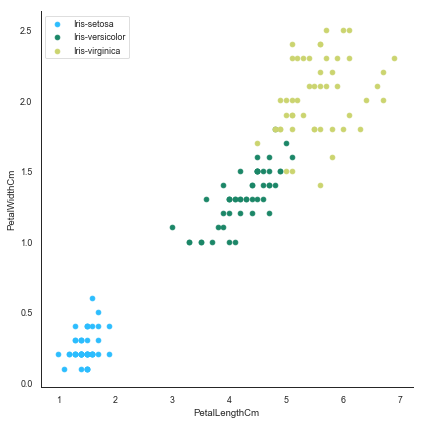 Iris-setosa
Iris-versicolor
Iris-virginica
PetalWidthCm
2.5
2.0
1.5
1.0
0.5
0.0
1 2 3 4 5 6 7
PetalLengthCm